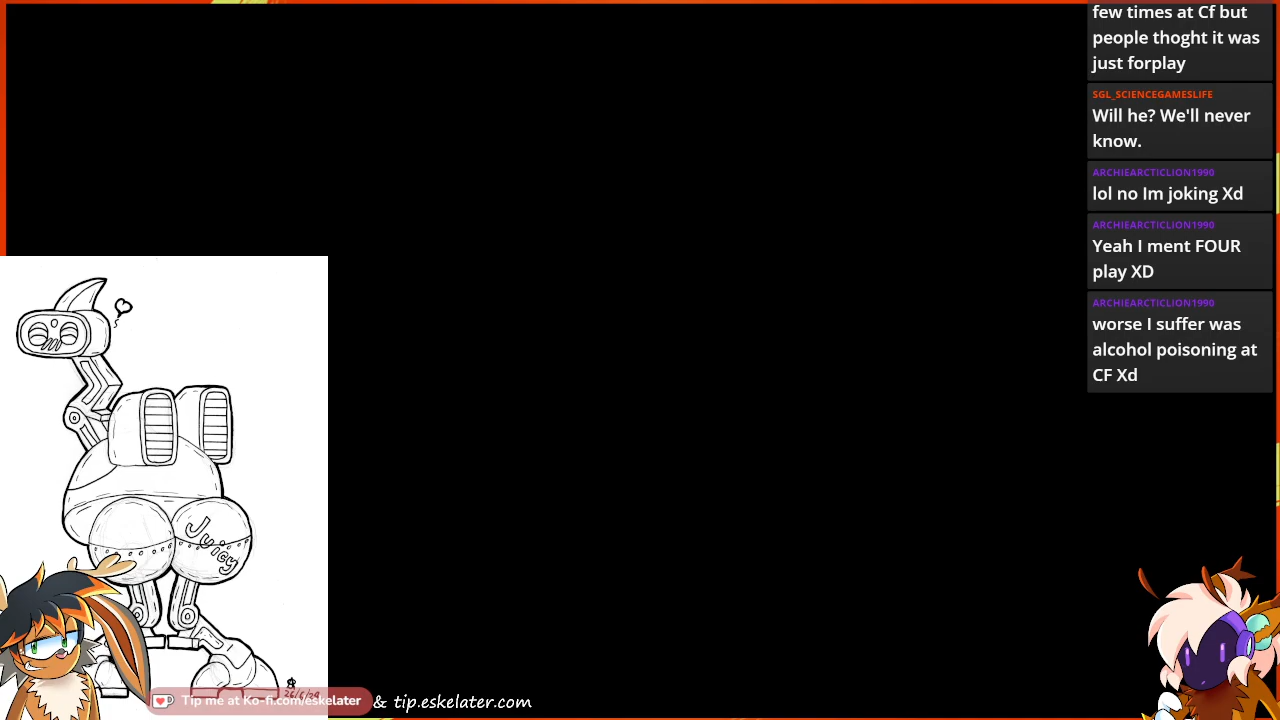 few times at Cf but
people thoght it was
just forplay
SGL_SCIENCEGAMESLIFE
Will he? We'll never
know.
ARCHIEARCTICLION1990
lol no Im joking Xd
ARCHIEARCTICLION1990
Yeah I ment FOUR
play XD
ARCHIEARCTICLION1990
worse I suffer was
alcohol poisoning at
CF Xd
Juicy
Tip me at Ko-fi.com/eskelater & tip.eskelater.com